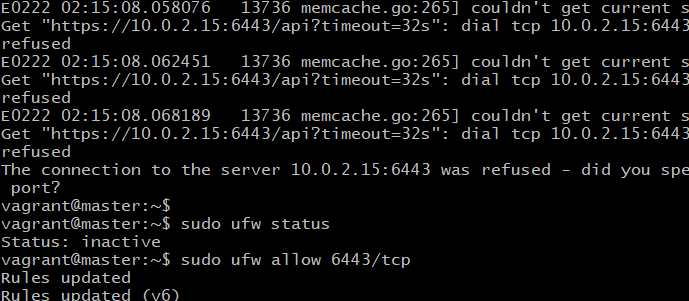 E0222 02:15:08.058076   13736 memcache.go:265] couldn't get current s
Get "https://10.0.2.15:6443/api?timeout=32s": dial tcp 10.0.2.15:6443
refused
E0222 02:15:08.062451   13736 memcache.go:265] couldn't get current s
Get "https://10.0.2.15:6443/api?timeout=32s": dial tcp 10.0.2.15:6443
refused
E0222 02:15:08.068189   13736 memcache.go:265] couldn't get current s
Get "https://10.0.2.15:6443/api?timeout=32s": dial tcp 10.0.2.15:6443
refused
The connection to the server 10.0.2.15:6443 was refused - did you spe
 port?
vagrant@master:~$
vagrant@master:~$ sudo ufw status
Status: inactive
vagrant@master:~$ sudo ufw allow 6443/tcp
Rules updated
Rules updated (v6)